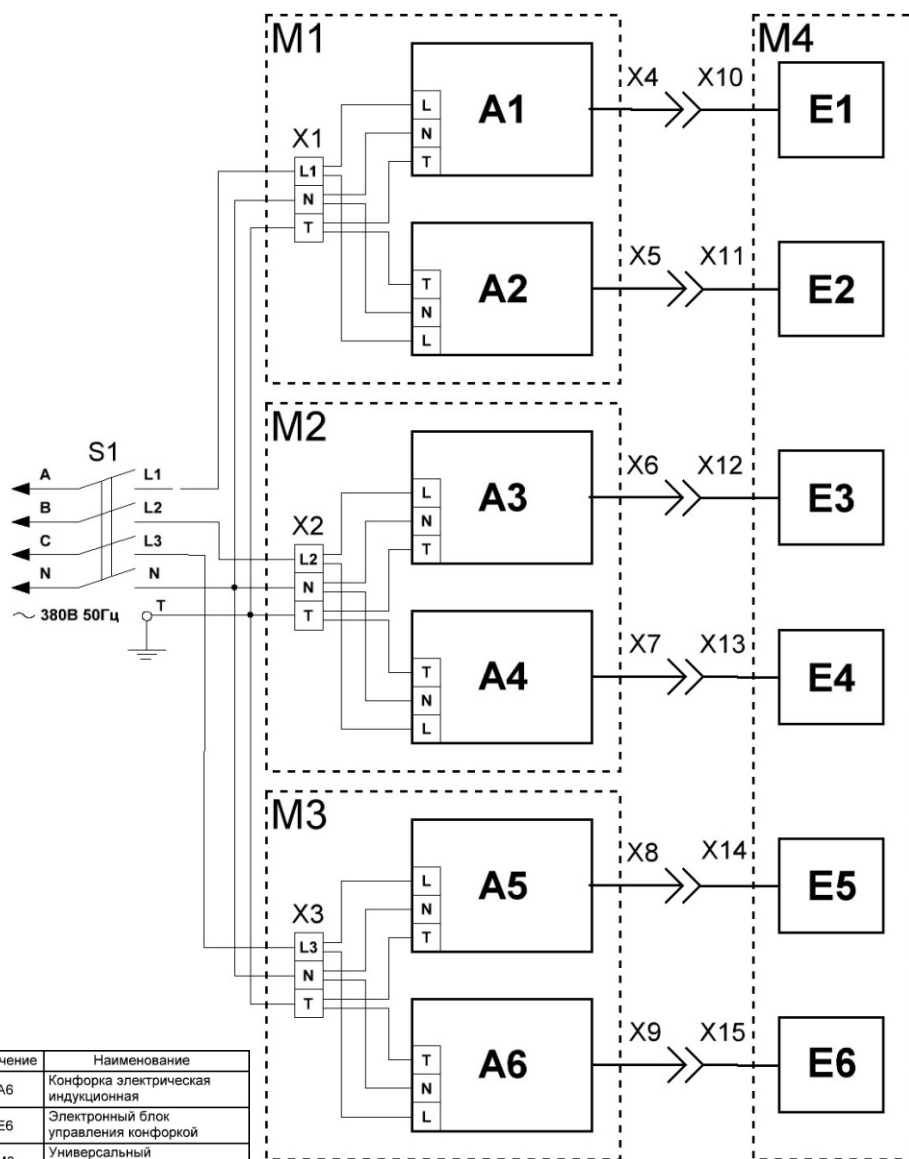 M1
M4
A1
L
N
T
X1
L1
N
T
X4
X10
E1
A2
T
N
L
X5
X11
E2
M2
A3
L
N
T
X2
L2
N
T
X6
X12
E3
A4
T
N
L
X7
X13
E4
S1
A
L1
B
L2
C
L3
N
N
~ 380В 50Гц
T
M3
A5
L
N
T
X3
L3
N
T
X8
X14
E5
A6
T
N
L
X9
X15
E6
Наименование
Конфорка электрическая
индукционная
Электронный блок
управления конфоркой
Универсальный